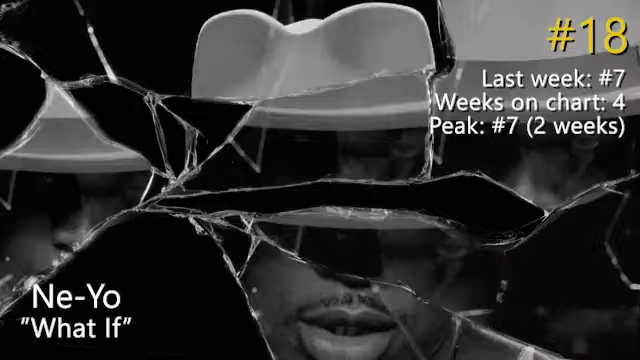 #18
Last week: #7
Weeks on chart: 4
Peak: #7 (2 weeks)
Ne-Yo
"What If"